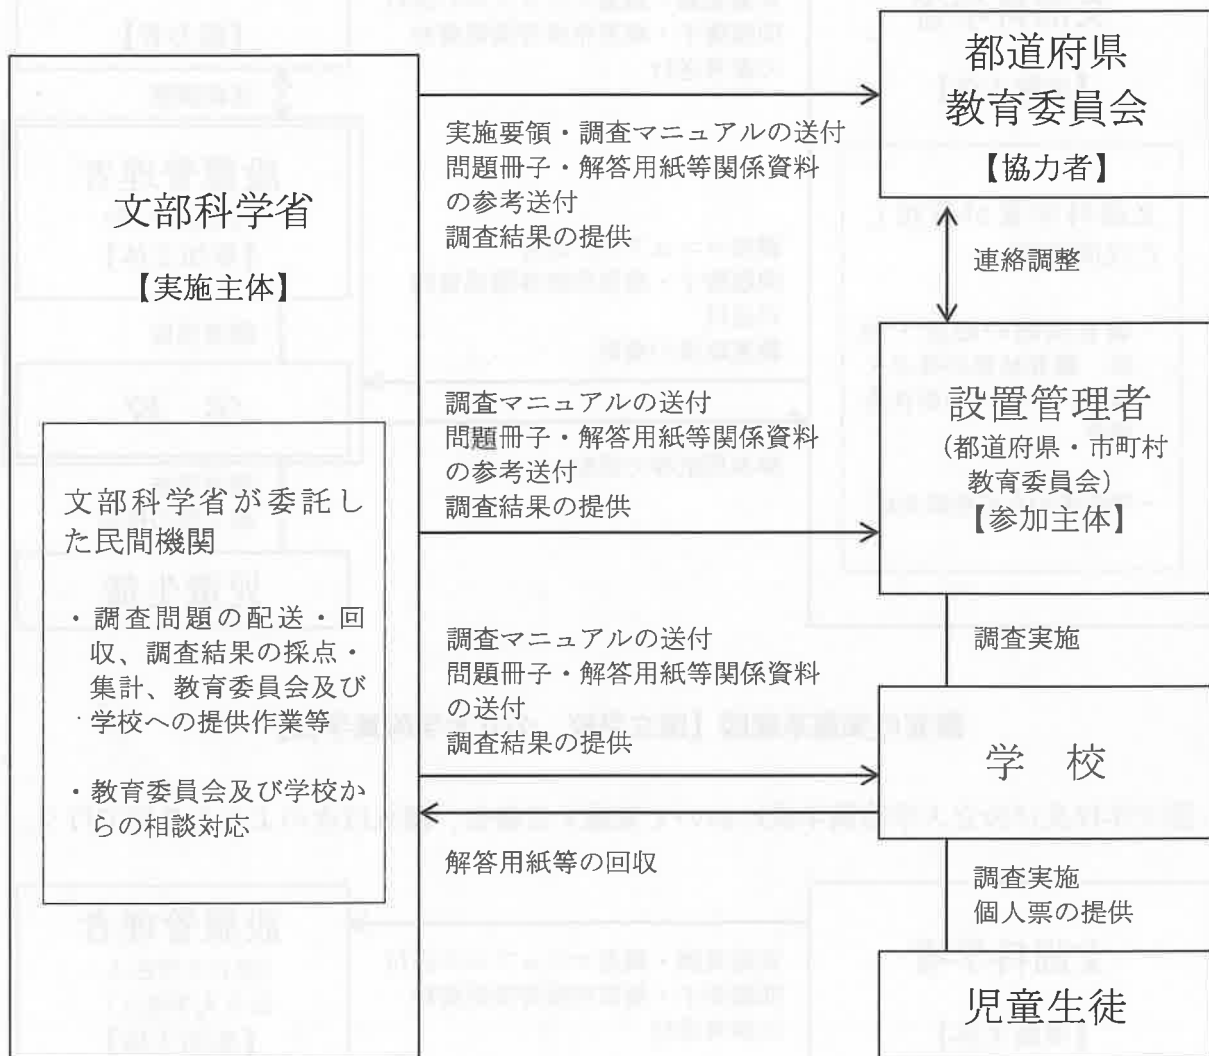 文部科学省
【実施主体】
文部科学省が委託し
た民間機関
・調査問題の配送・回
収、調査結果の採点・
集計、教育委員会及び
学校への提供作業等
・教育委員会及び学校か
らの相談対応
実施要領・調査マニュアルの送付
問題冊子・解答用紙等関係資料
の参考送付
調査結果の提供
調査マニュアルの送付
問題冊子・解答用紙等関係資料
の参考送付
調査結果の提供
調査マニュアルの送付
問題冊子・解答用紙等関係資料
の送付
調査結果の提供
解答用紙等の回収
都道府県
教育委員会
【協力者】
連絡調整
設置管理者
(都道府県・市町村
教育委員会)
【参加主体】
調査実施
学 校
調査実施
個人票の提供
児童生徒